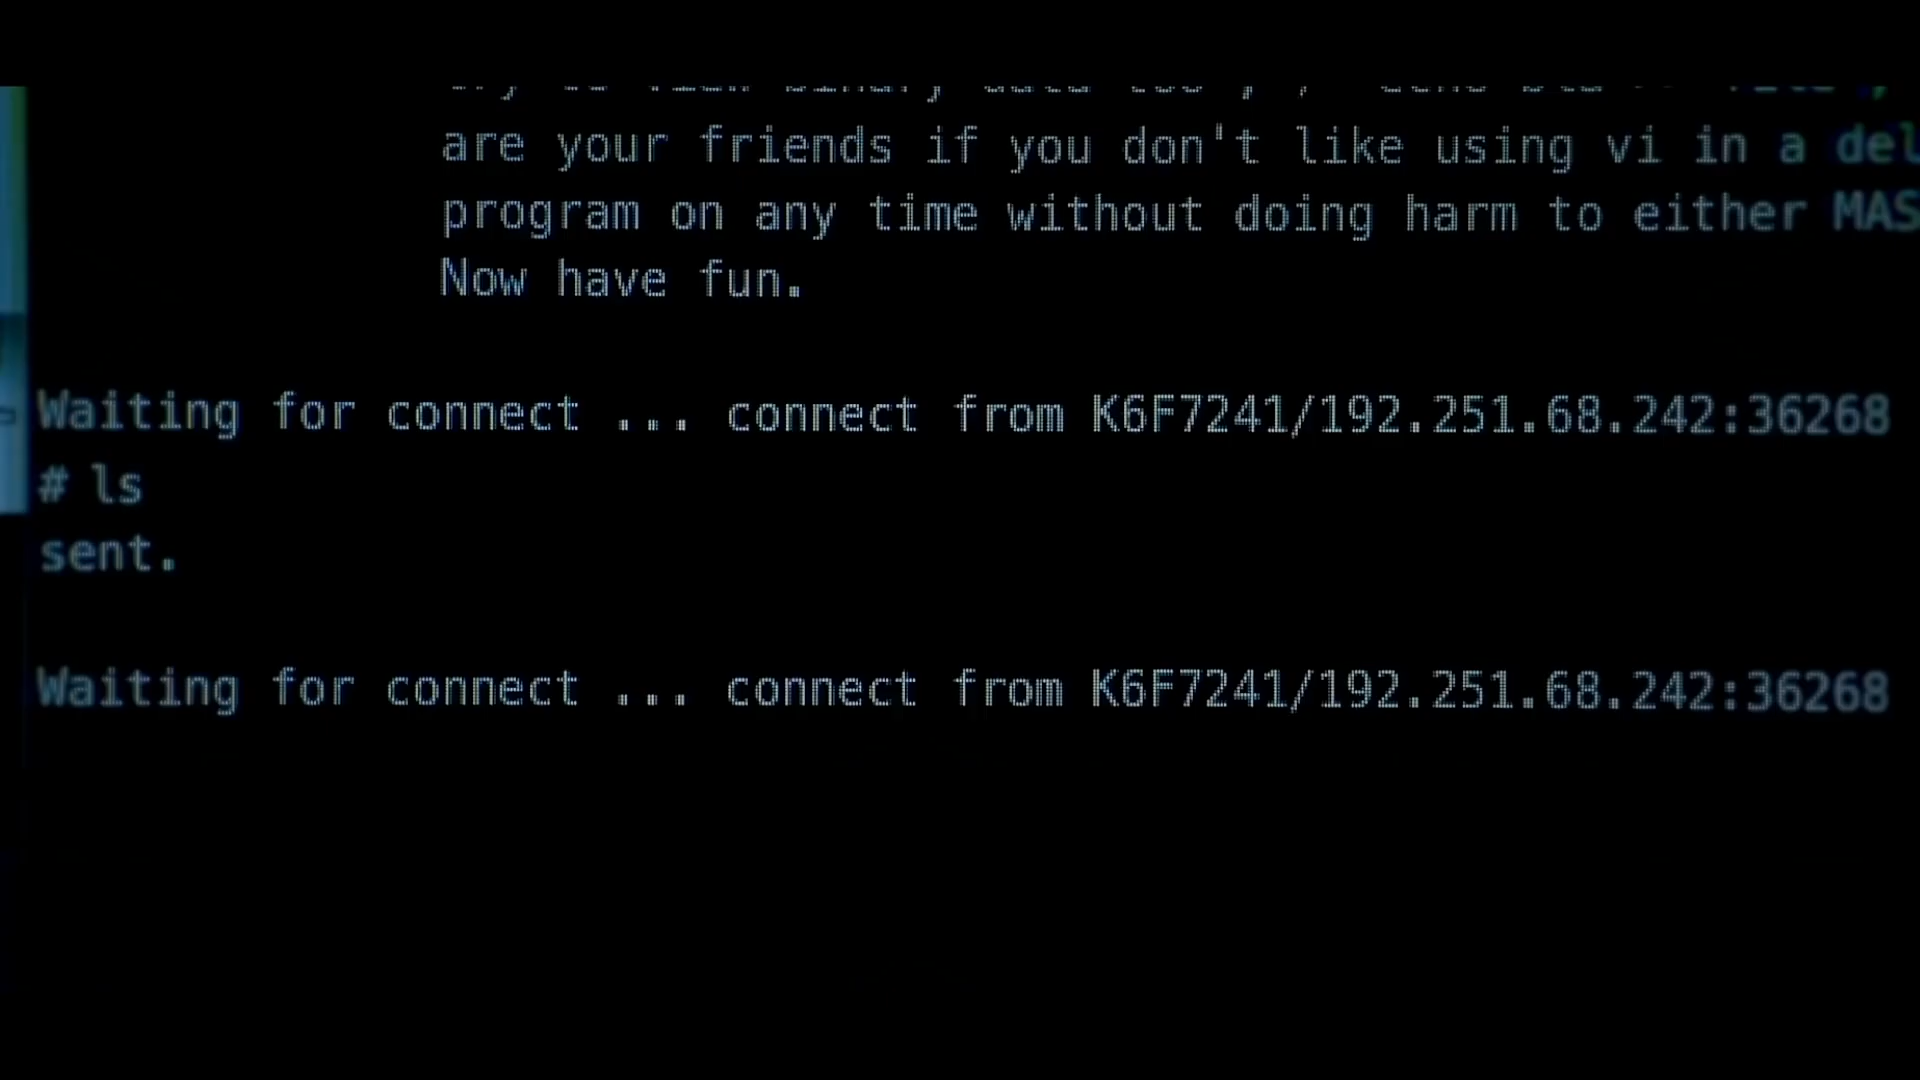 are your friends if you don't like using vi in a
program on any time without doing harm to either
Now have fun.
Waiting for connect ... connect from K6F7241/192.251.68.242:36268
# ls
sent.
Waiting for connect ... connect from K6F7241/192.251.68.242:36268